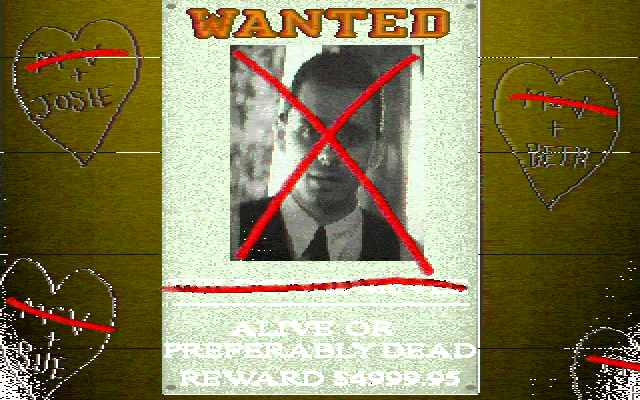 WANTED
+
JOSIE
+
BETH
+
ALIVE OR
PREFERABLY DEAD
REWARD $4999.95